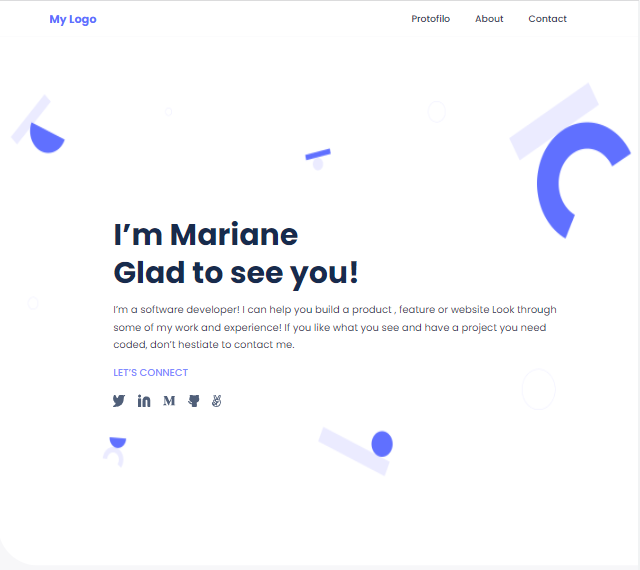 My Logo
Protofilo About Contact
I'm Mariane
Glad to see you!
I'm a software developer! I can help you build a product , feature or website Look through
some of my work and experience! If you like what you see and have a project you need
coded, don't hestiate to contact me.
LET'S CONNECT